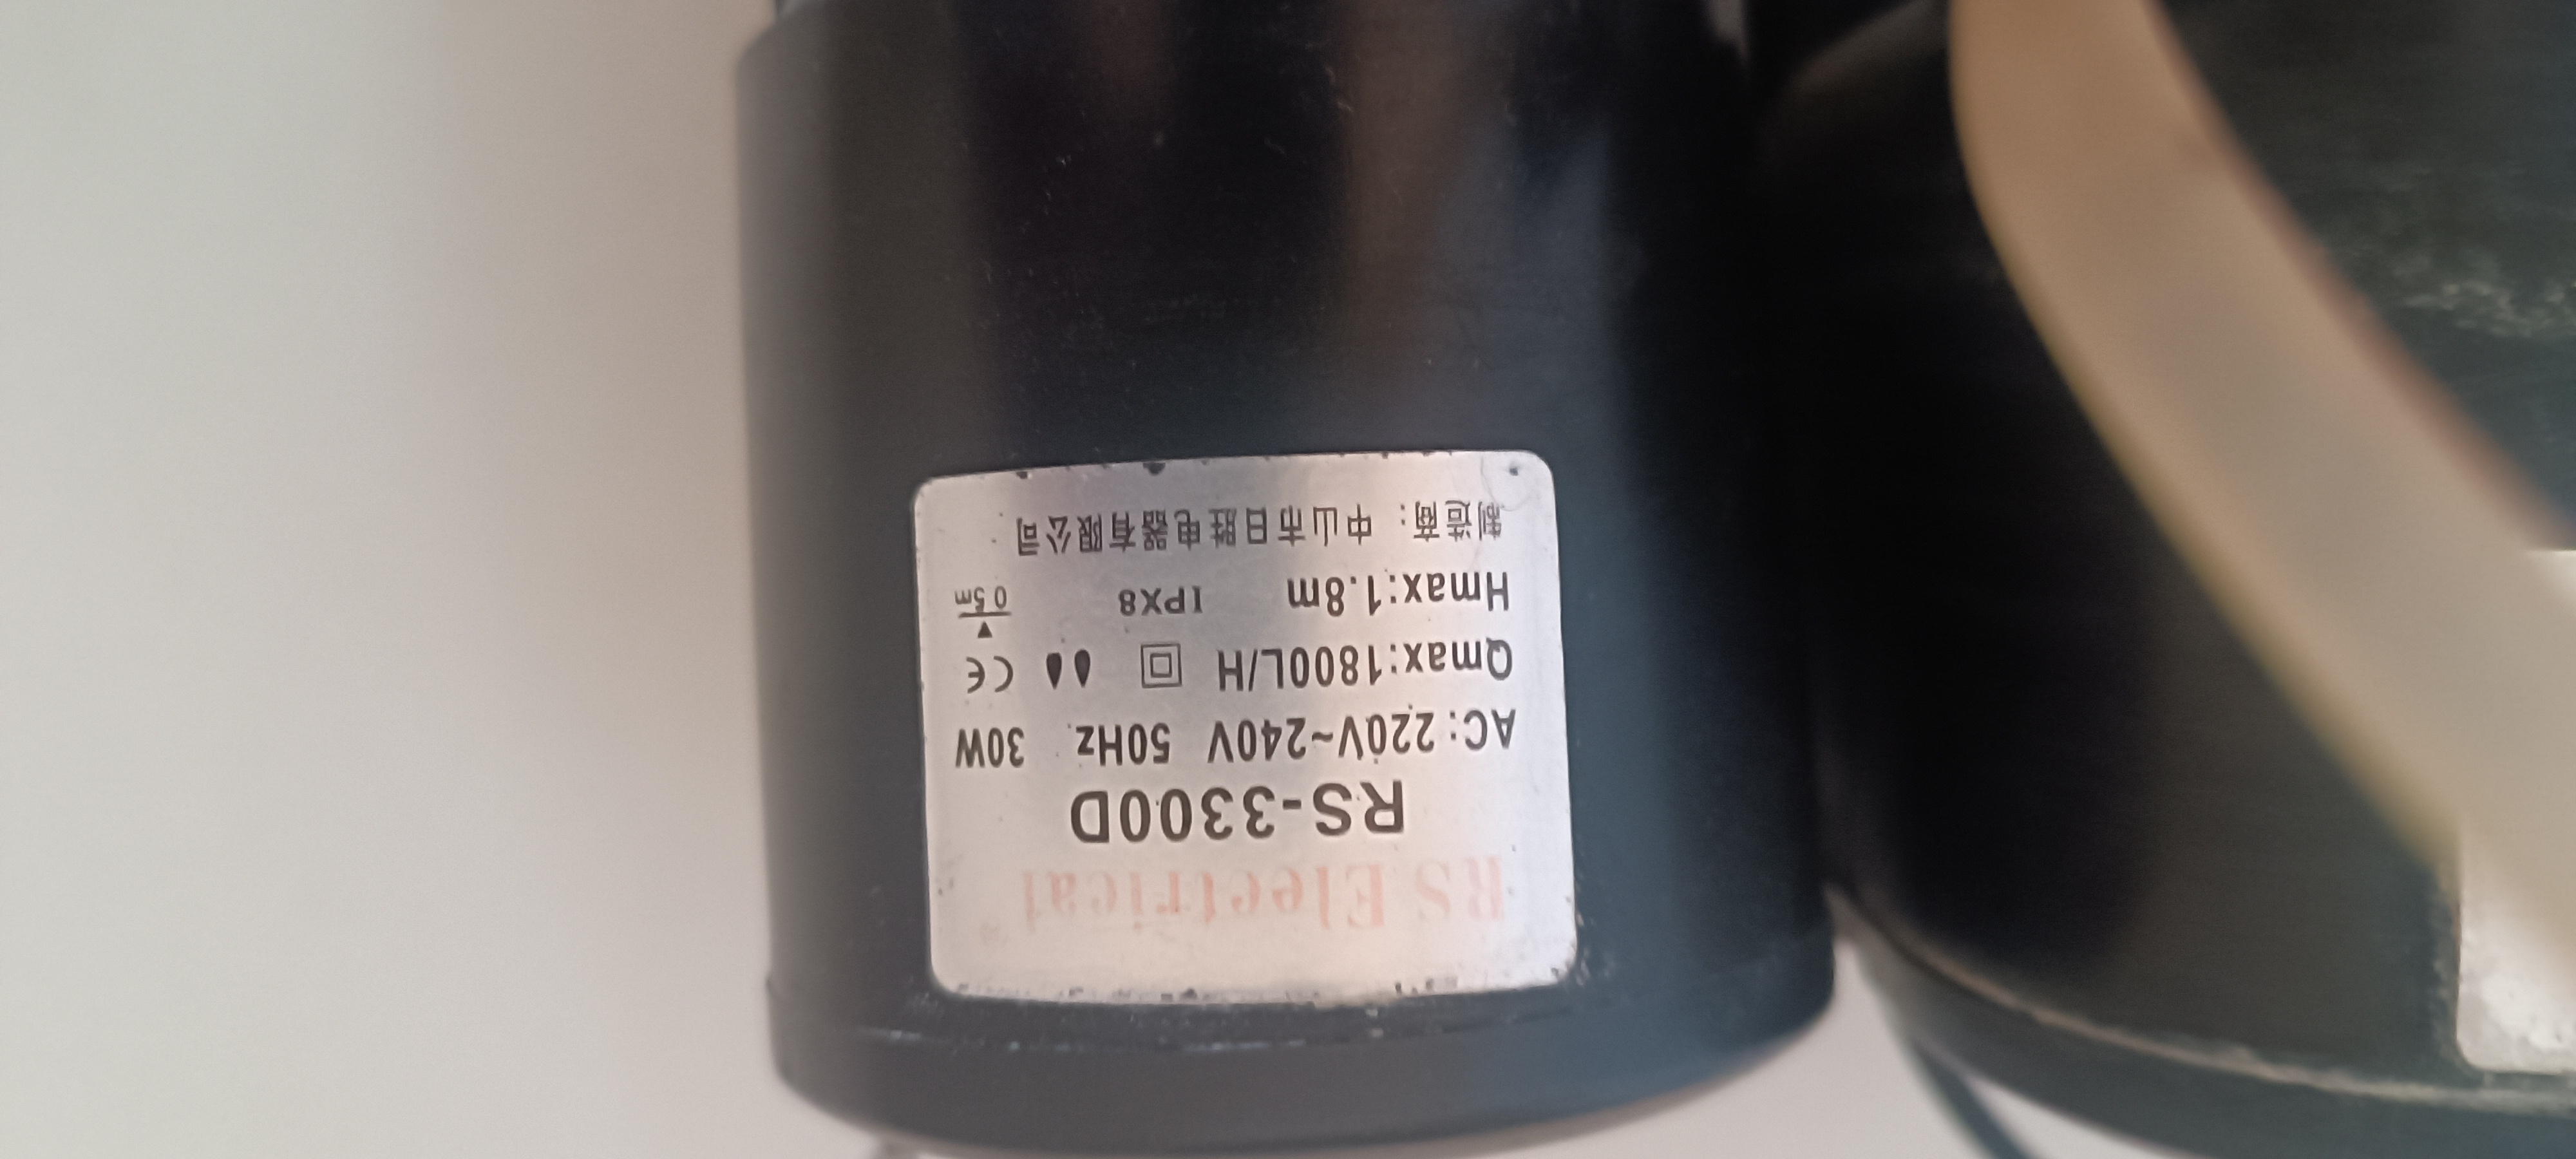 RS Electrical®
RS-3300D
AC: 220V~240V 50Hz 30W
Qmax:1800L/H CE
Hmax:1.8m IPX8 0.5m
制造商：中山市日胜电器有限公司